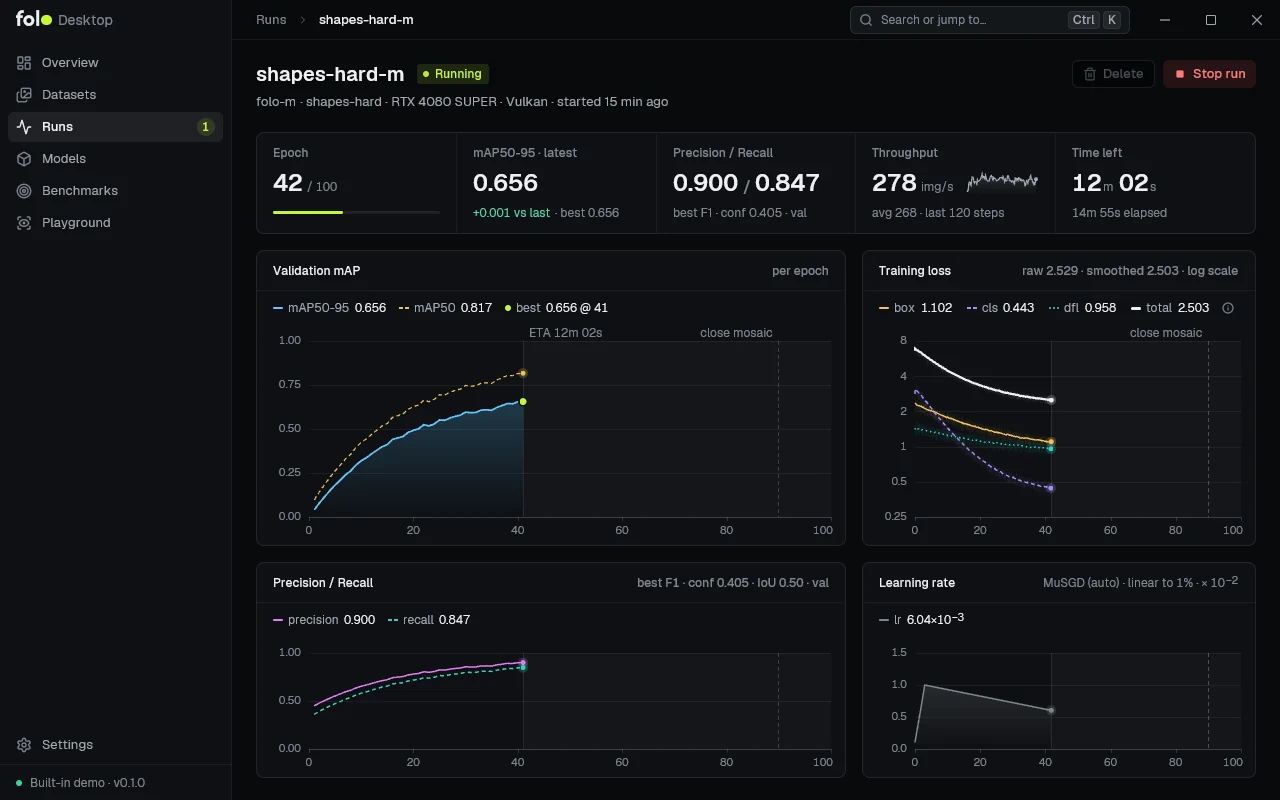 folo Desktop
Runs > shapes-hard-m
Search or jump to… Ctrl K
Overview
Datasets
Runs 1
Models
Benchmarks
Playground
Settings
Built-in demo · v0.1.0
shapes-hard-m Running
Delete Stop run
folo-m · shapes-hard · RTX 4080 SUPER · Vulkan · started 15 min ago
Epoch
42 / 100
mAP50-95 · latest
0.656
+0.001 vs last · best 0.656
Precision / Recall
0.900 / 0.847
best F1 · conf 0.405 · val
Throughput
278 img/s
avg 268 · last 120 steps
Time left
12m 02s
14m 55s elapsed
Validation mAP per epoch
mAP50-95 0.656 mAP50 0.817 best 0.656 @ 41
ETA 12m 02s close mosaic
1.00
0.75
0.50
0.25
0.00
0 20 40 60 80 100
Training loss raw 2.529 · smoothed 2.503 · log scale
box 1.102 cls 0.443 dfl 0.958 total 2.503
close mosaic
8
4
2
1
0.5
0.25
0 20 40 60 80 100
Precision / Recall best F1 · conf 0.405 · IoU 0.50 · val
precision 0.900 recall 0.847
1.00
0.50
0.00
0 20 40 60 80 100
Learning rate MuSGD (auto) · linear to 1% · × 10⁻²
lr 6.04×10⁻³
1.5
1.0
0.5
0.0
0 20 40 60 80 100